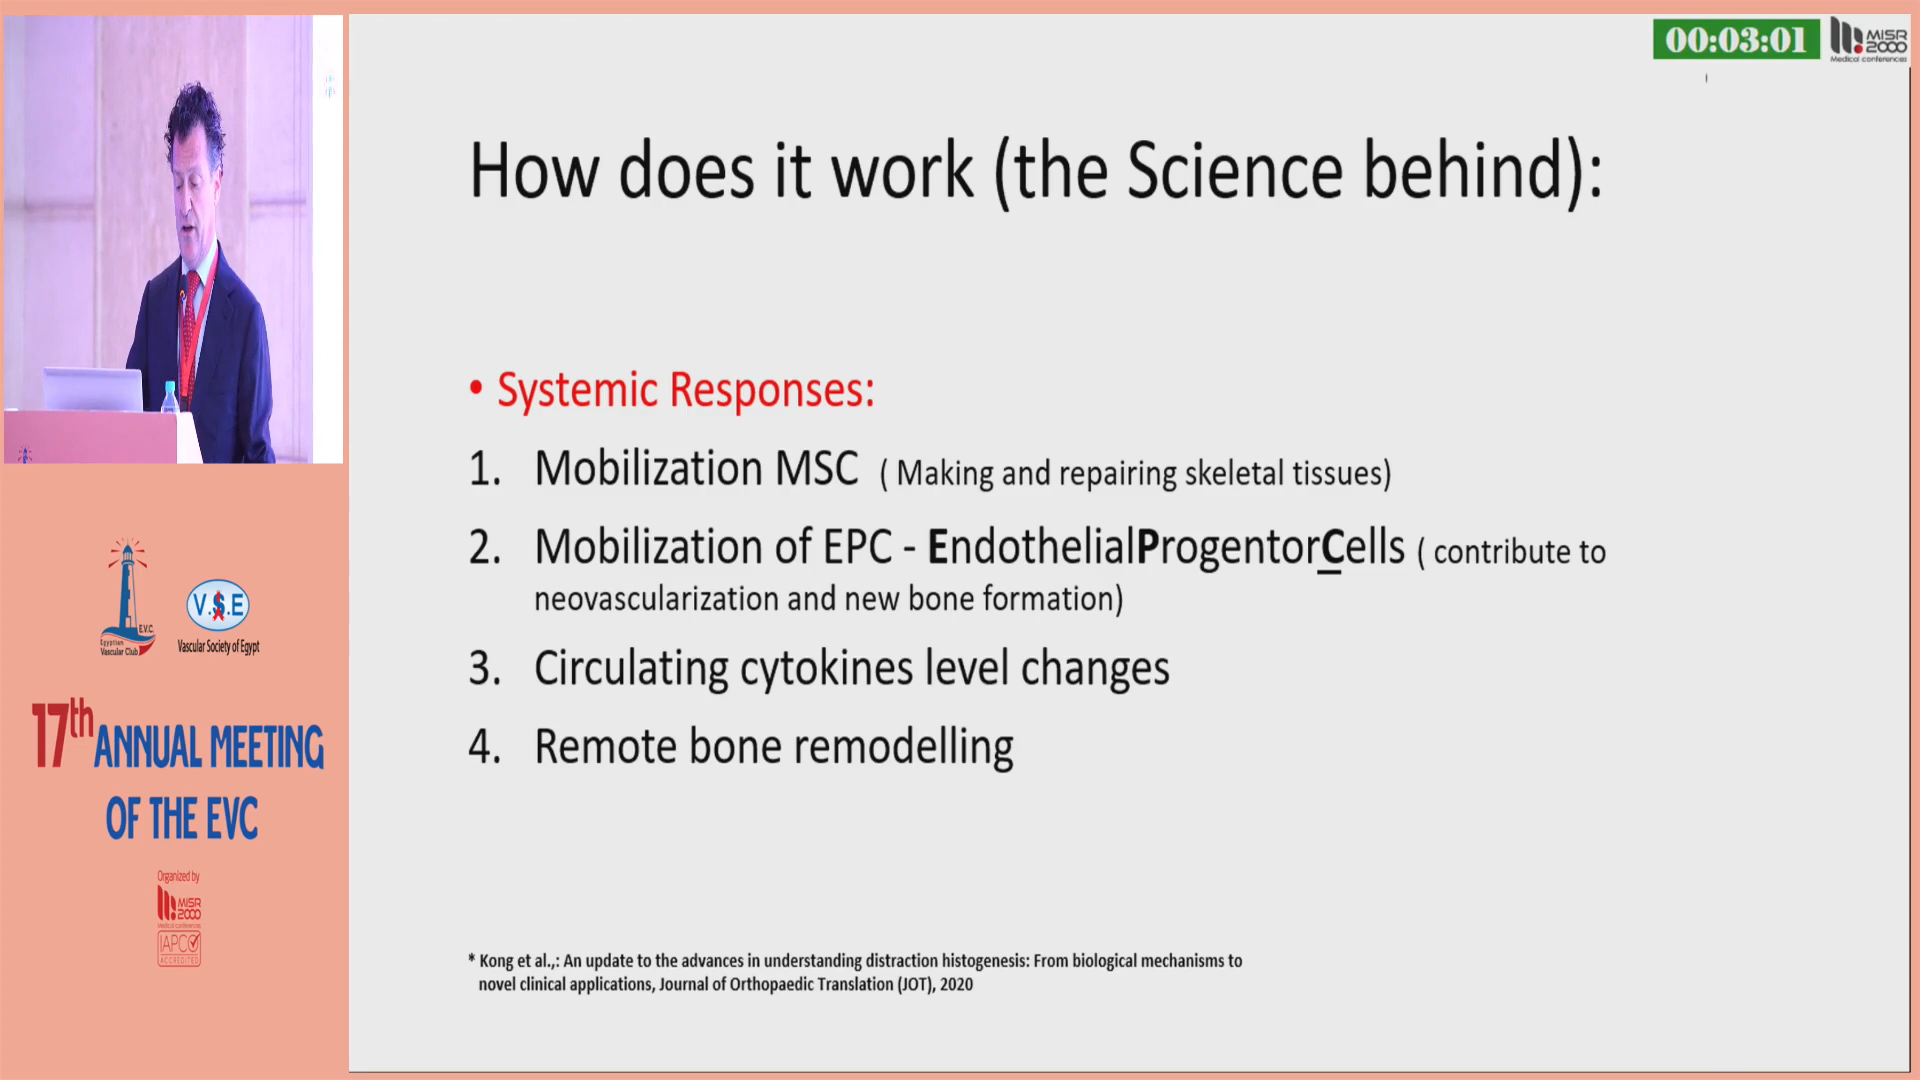 00:03:01
MISR
2000
Medical conferences
How does it work (the Science behind):
• Systemic Responses:
1. Mobilization MSC ( Making and repairing skeletal tissues)
2. Mobilization of EPC - EndothelialProgentorCells ( contribute to
neovascularization and new bone formation)
3. Circulating cytokines level changes
4. Remote bone remodelling
* Kong et al.,: An update to the advances in understanding distraction histogenesis: From biological mechanisms to
novel clinical applications, Journal of Orthopaedic Translation (JOT), 2020
E.V.C.
Egyptian
Vascular Club
V.S.E
Vascular Society of Egypt
17th ANNUAL MEETING
OF THE EVC
Organized by
MISR
2000
Medical conferences
IAPCO
ACCREDITED